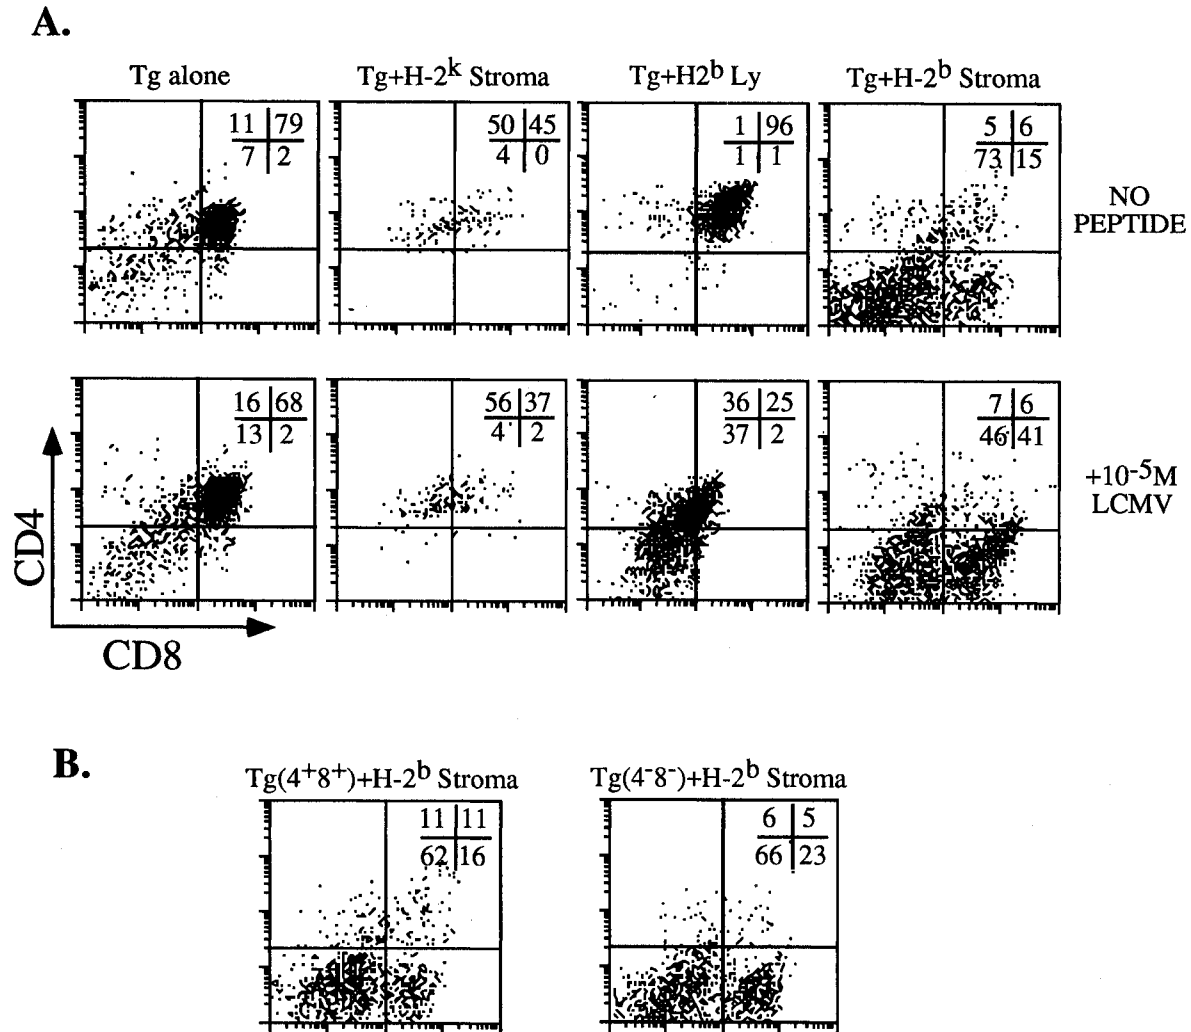 A.
Tg alone
Tg+H-2k Stroma
Tg+H2b Ly
Tg+H-2b Stroma
11 79
7 2
50 45
4 0
1 96
1 1
5 6
73 15
NO
PEPTIDE
16 68
13 2
56 37
4 2
36 25
37 2
7 6
46 41
+10-5M
LCMV
CD4
CD8
B.
Tg(4+8+)+H-2b Stroma
Tg(4-8-)+H-2b Stroma
11 11
62 16
6 5
66 23